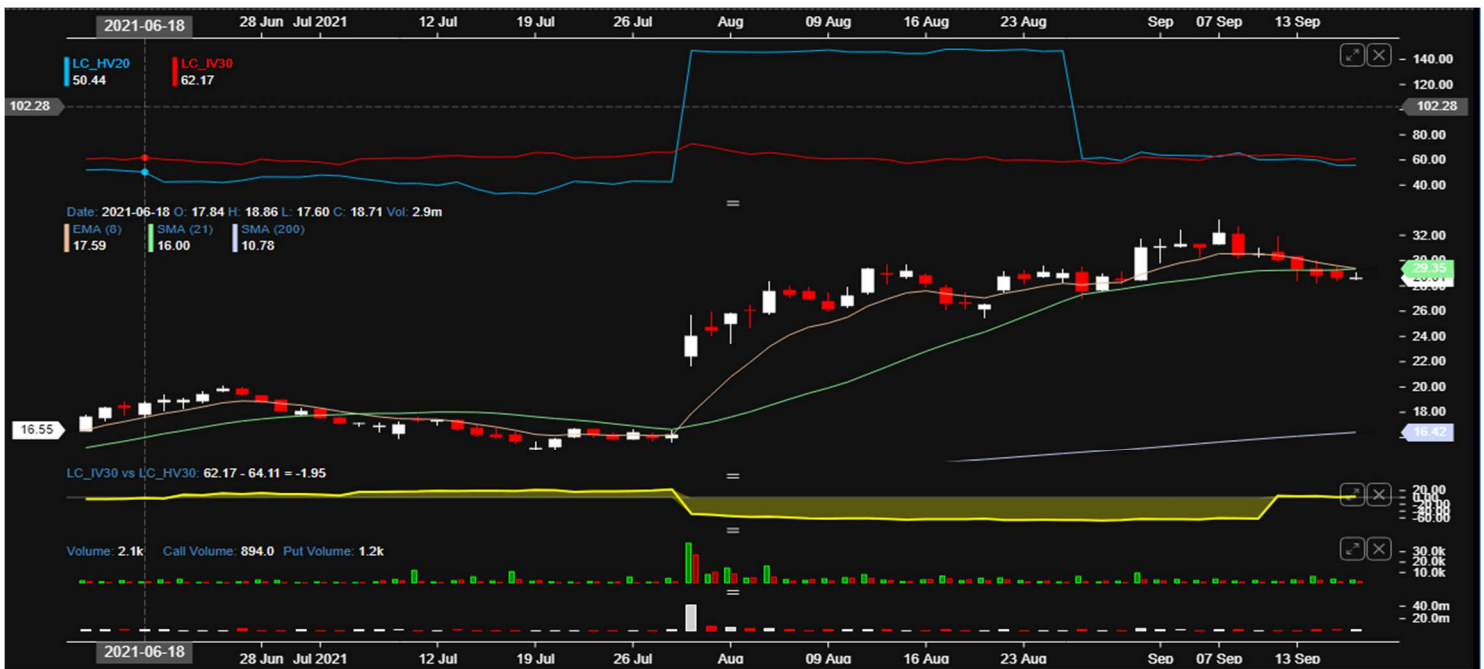 2021-06-18 28 Jun Jul 2021 12 Jul 19 Jul 26 Jul Aug 09 Aug 16 Aug 23 Aug Sep 07 Sep 13 Sep
LC_HV20 LC_IV30
50.44 62.17
140.00
120.00
102.28 102.28
80.00
60.00
40.00
Date: 2021-06-18 O: 17.84 H: 18.86 L: 17.60 C: 18.71 Vol: 2.9m
EMA (8) SMA (21) SMA (200)
17.59 16.00 10.78
32.00
29.35
26.00
24.00
22.00
20.00
18.00
16.55 16.42
LC_IV30 vs LC_HV30: 62.17 - 64.11 = -1.95
20.00
-60.00
Volume: 2.1k Call Volume: 894.0 Put Volume: 1.2k
30.0k
20.0k
10.0k
40.0m
20.0m
2021-06-18 28 Jun Jul 2021 12 Jul 19 Jul 26 Jul Aug 09 Aug 16 Aug 23 Aug Sep 07 Sep 13 Sep